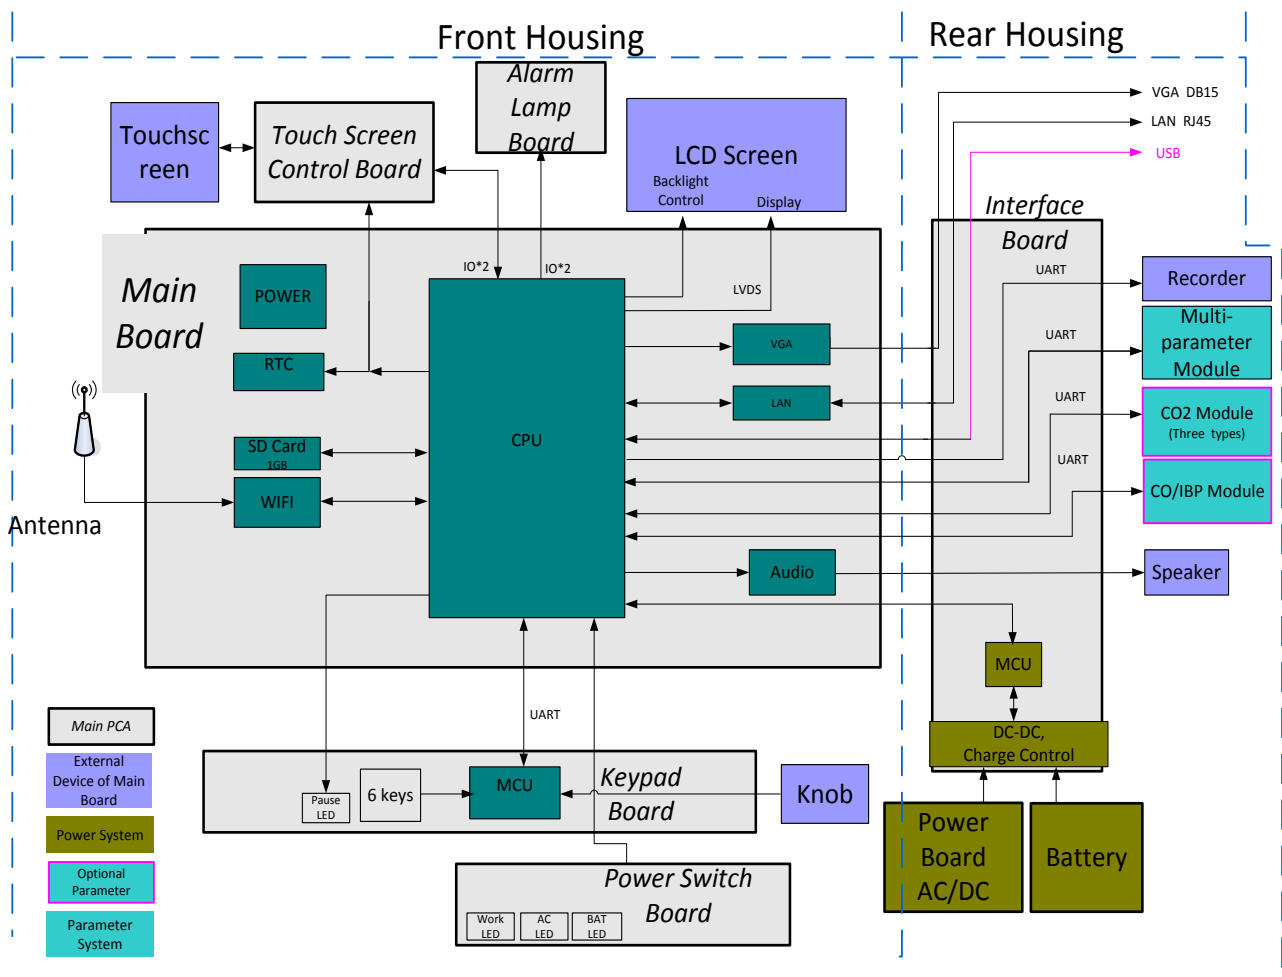 Front Housing
Rear Housing
Alarm
Lamp
Board
VGA DB15
LAN RJ45
USB
Touchsc
reen
Touch Screen
Control Board
LCD Screen
Backlight
Control
Display
Interface
Board
IO*2
IO*2
UART
Recorder
Main
Board
POWER
LVDS
Multi-
parameter
Module
UART
VGA
RTC
LAN
UART
CO2 Module
(Three types)
CPU
SD Card
1GB
UART
CO/IBP Module
WIFI
Antenna
Audio
Speaker
MCU
UART
Main PCA
DC-DC,
Charge Control
External
Device of Main
Board
MCU
Keypad
Board
6 keys
Pause
LED
Knob
Power System
Power
Board
AC/DC
Battery
Optional
Parameter
Power Switch
Board
Work
LED
AC
LED
BAT
LED
Parameter
System